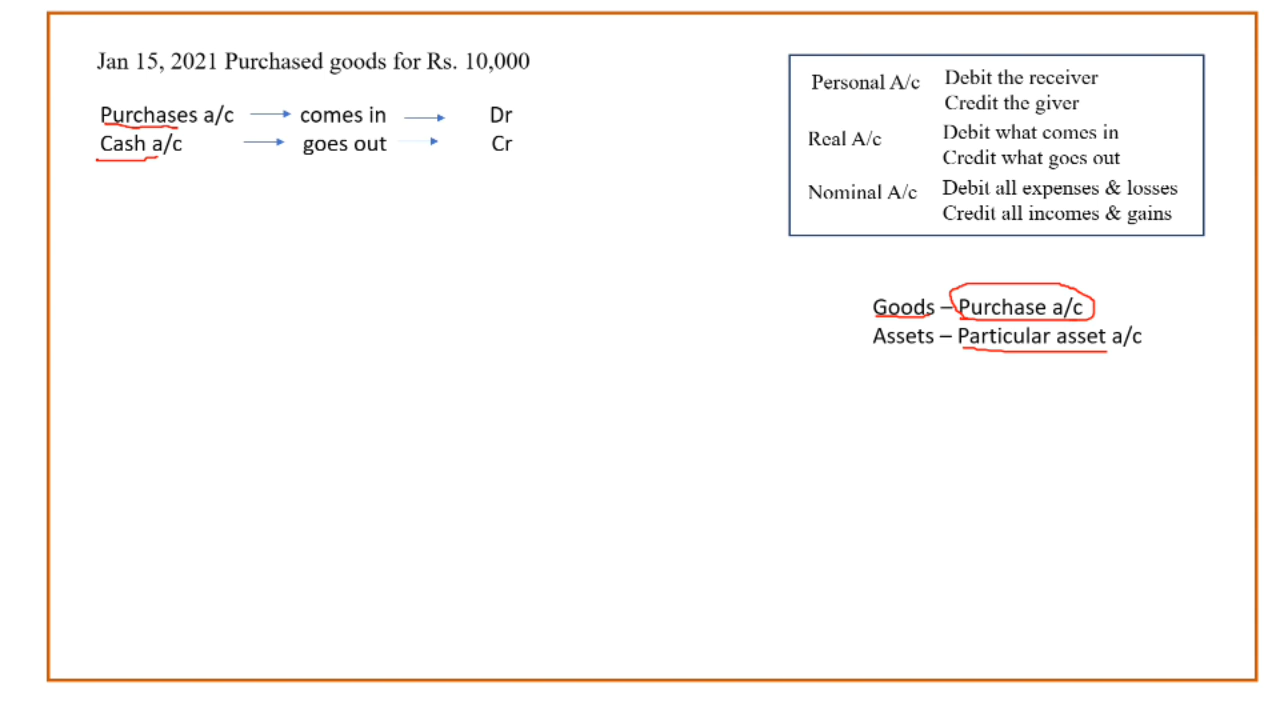 Jan 15, 2021 Purchased goods for Rs. 10,000
Purchases a/c comes in Dr
Cash a/c goes out Cr
Personal A/c Debit the receiver
Credit the giver
Real A/c Debit what comes in
Credit what goes out
Nominal A/c Debit all expenses & losses
Credit all incomes & gains
Goods – Purchase a/c
Assets – Particular asset a/c